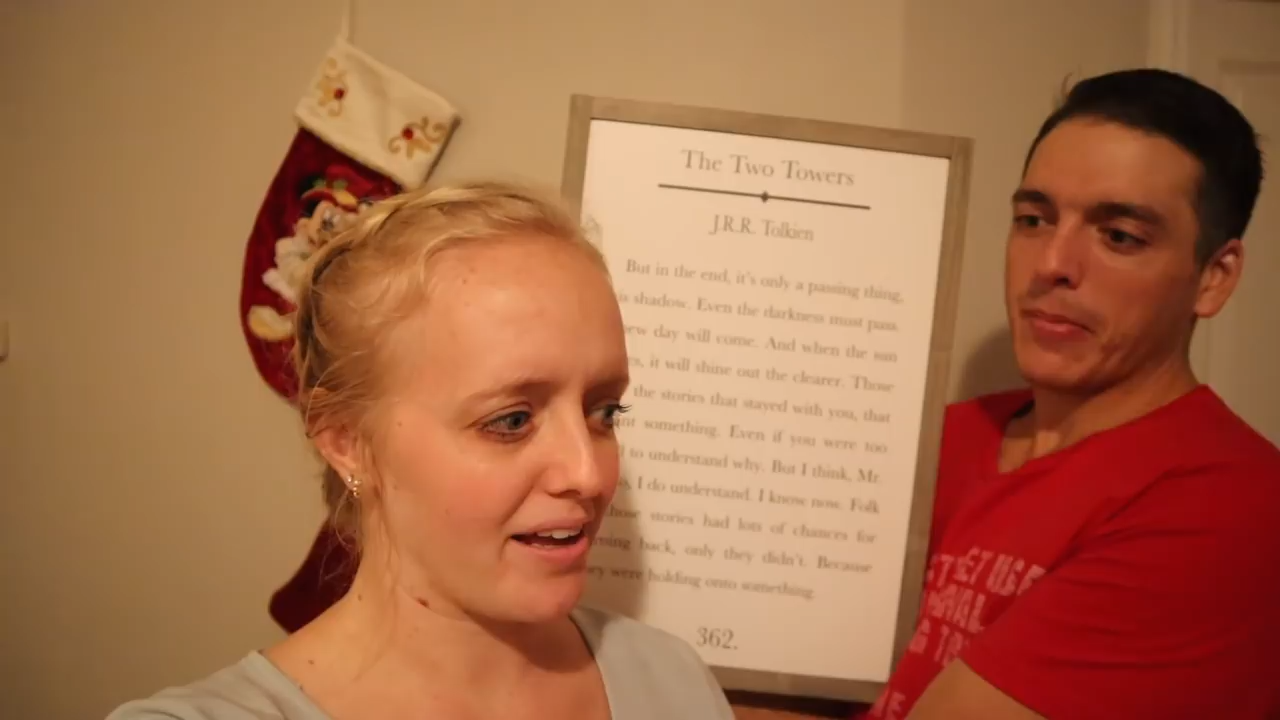 The Two Towers
J.R.R. Tolkien
But in the end, it's only a passing thing,
shadow. Even the darkness must pass.
day will come. And when the sun
it will shine out the clearer. Those
the stories that stayed with you, that
something. Even if you were too
to understand why. But I think, Mr.
I do understand. I know now. Folk
those stories had lots of chances for
back, only they didn't. Because
they were holding onto something.
362.